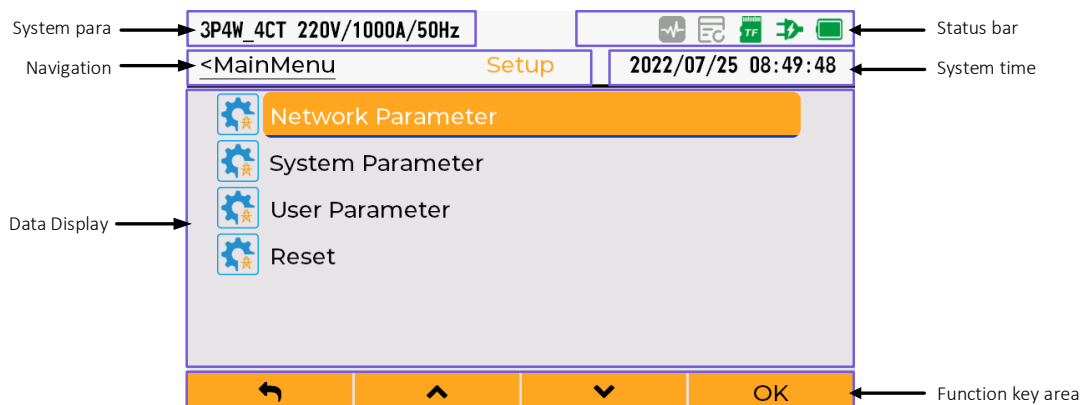 System para
3P4W_4CT 220V/1000A/50Hz
TF
Status bar
Navigation
<MainMenu
Setup
2022/07/25 08:49:48
System time
Network Parameter
System Parameter
Data Display
User Parameter
Reset
OK
Function key area